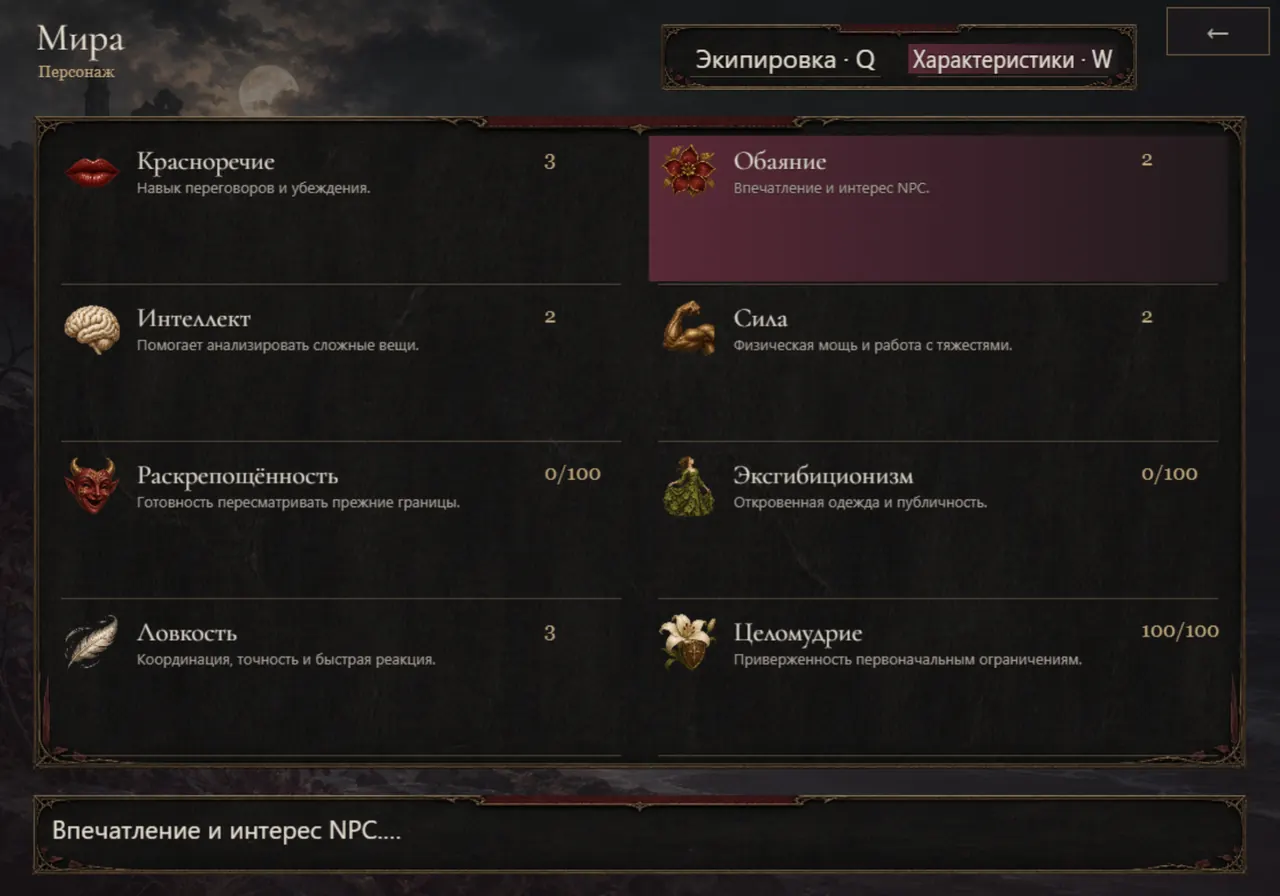 Мира
Персонаж
Экипировка · Q
Характеристики · W
←
Красноречие
3
Навык переговоров и убеждения.
Обаяние
2
Впечатление и интерес NPC.
Интеллект
2
Помогает анализировать сложные вещи.
Сила
2
Физическая мощь и работа с тяжестями.
Раскрепощённость
0/100
Готовность пересматривать прежние границы.
Эксгибиционизм
0/100
Откровенная одежда и публичность.
Ловкость
3
Координация, точность и быстрая реакция.
Целомудрие
100/100
Приверженность первоначальным ограничениям.
Впечатление и интерес NPC....